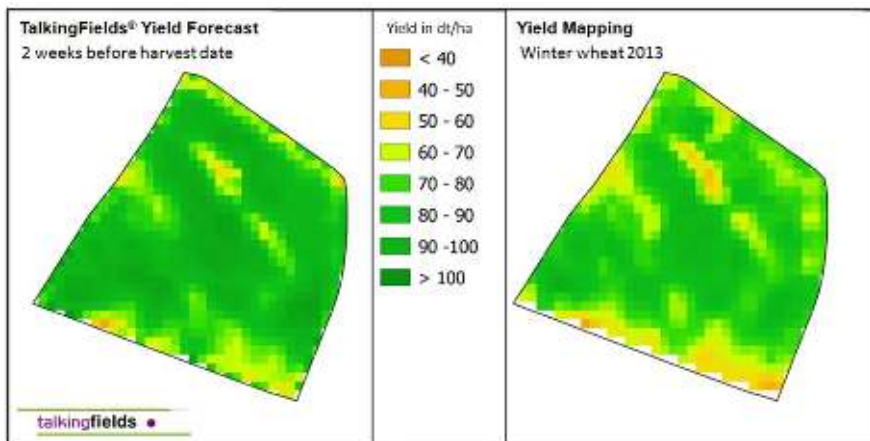 TalkingFields® Yield Forecast
2 weeks before harvest date
Yield in dt/ha
< 40
40 - 50
50 - 60
60 - 70
70 - 80
80 - 90
90 -100
> 100
Yield Mapping
Winter wheat 2013
talkingfields